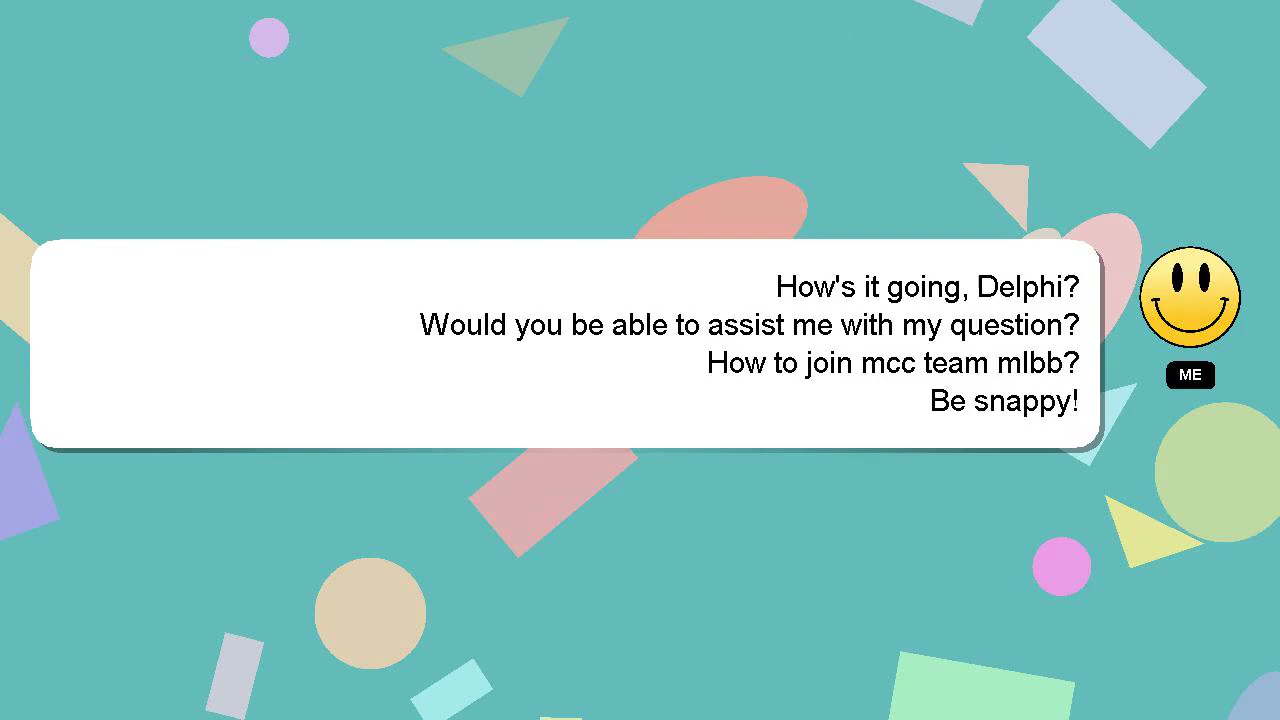 How's it going, Delphi?
Would you be able to assist me with my question?
How to join mcc team mlbb?
Be snappy!
ME